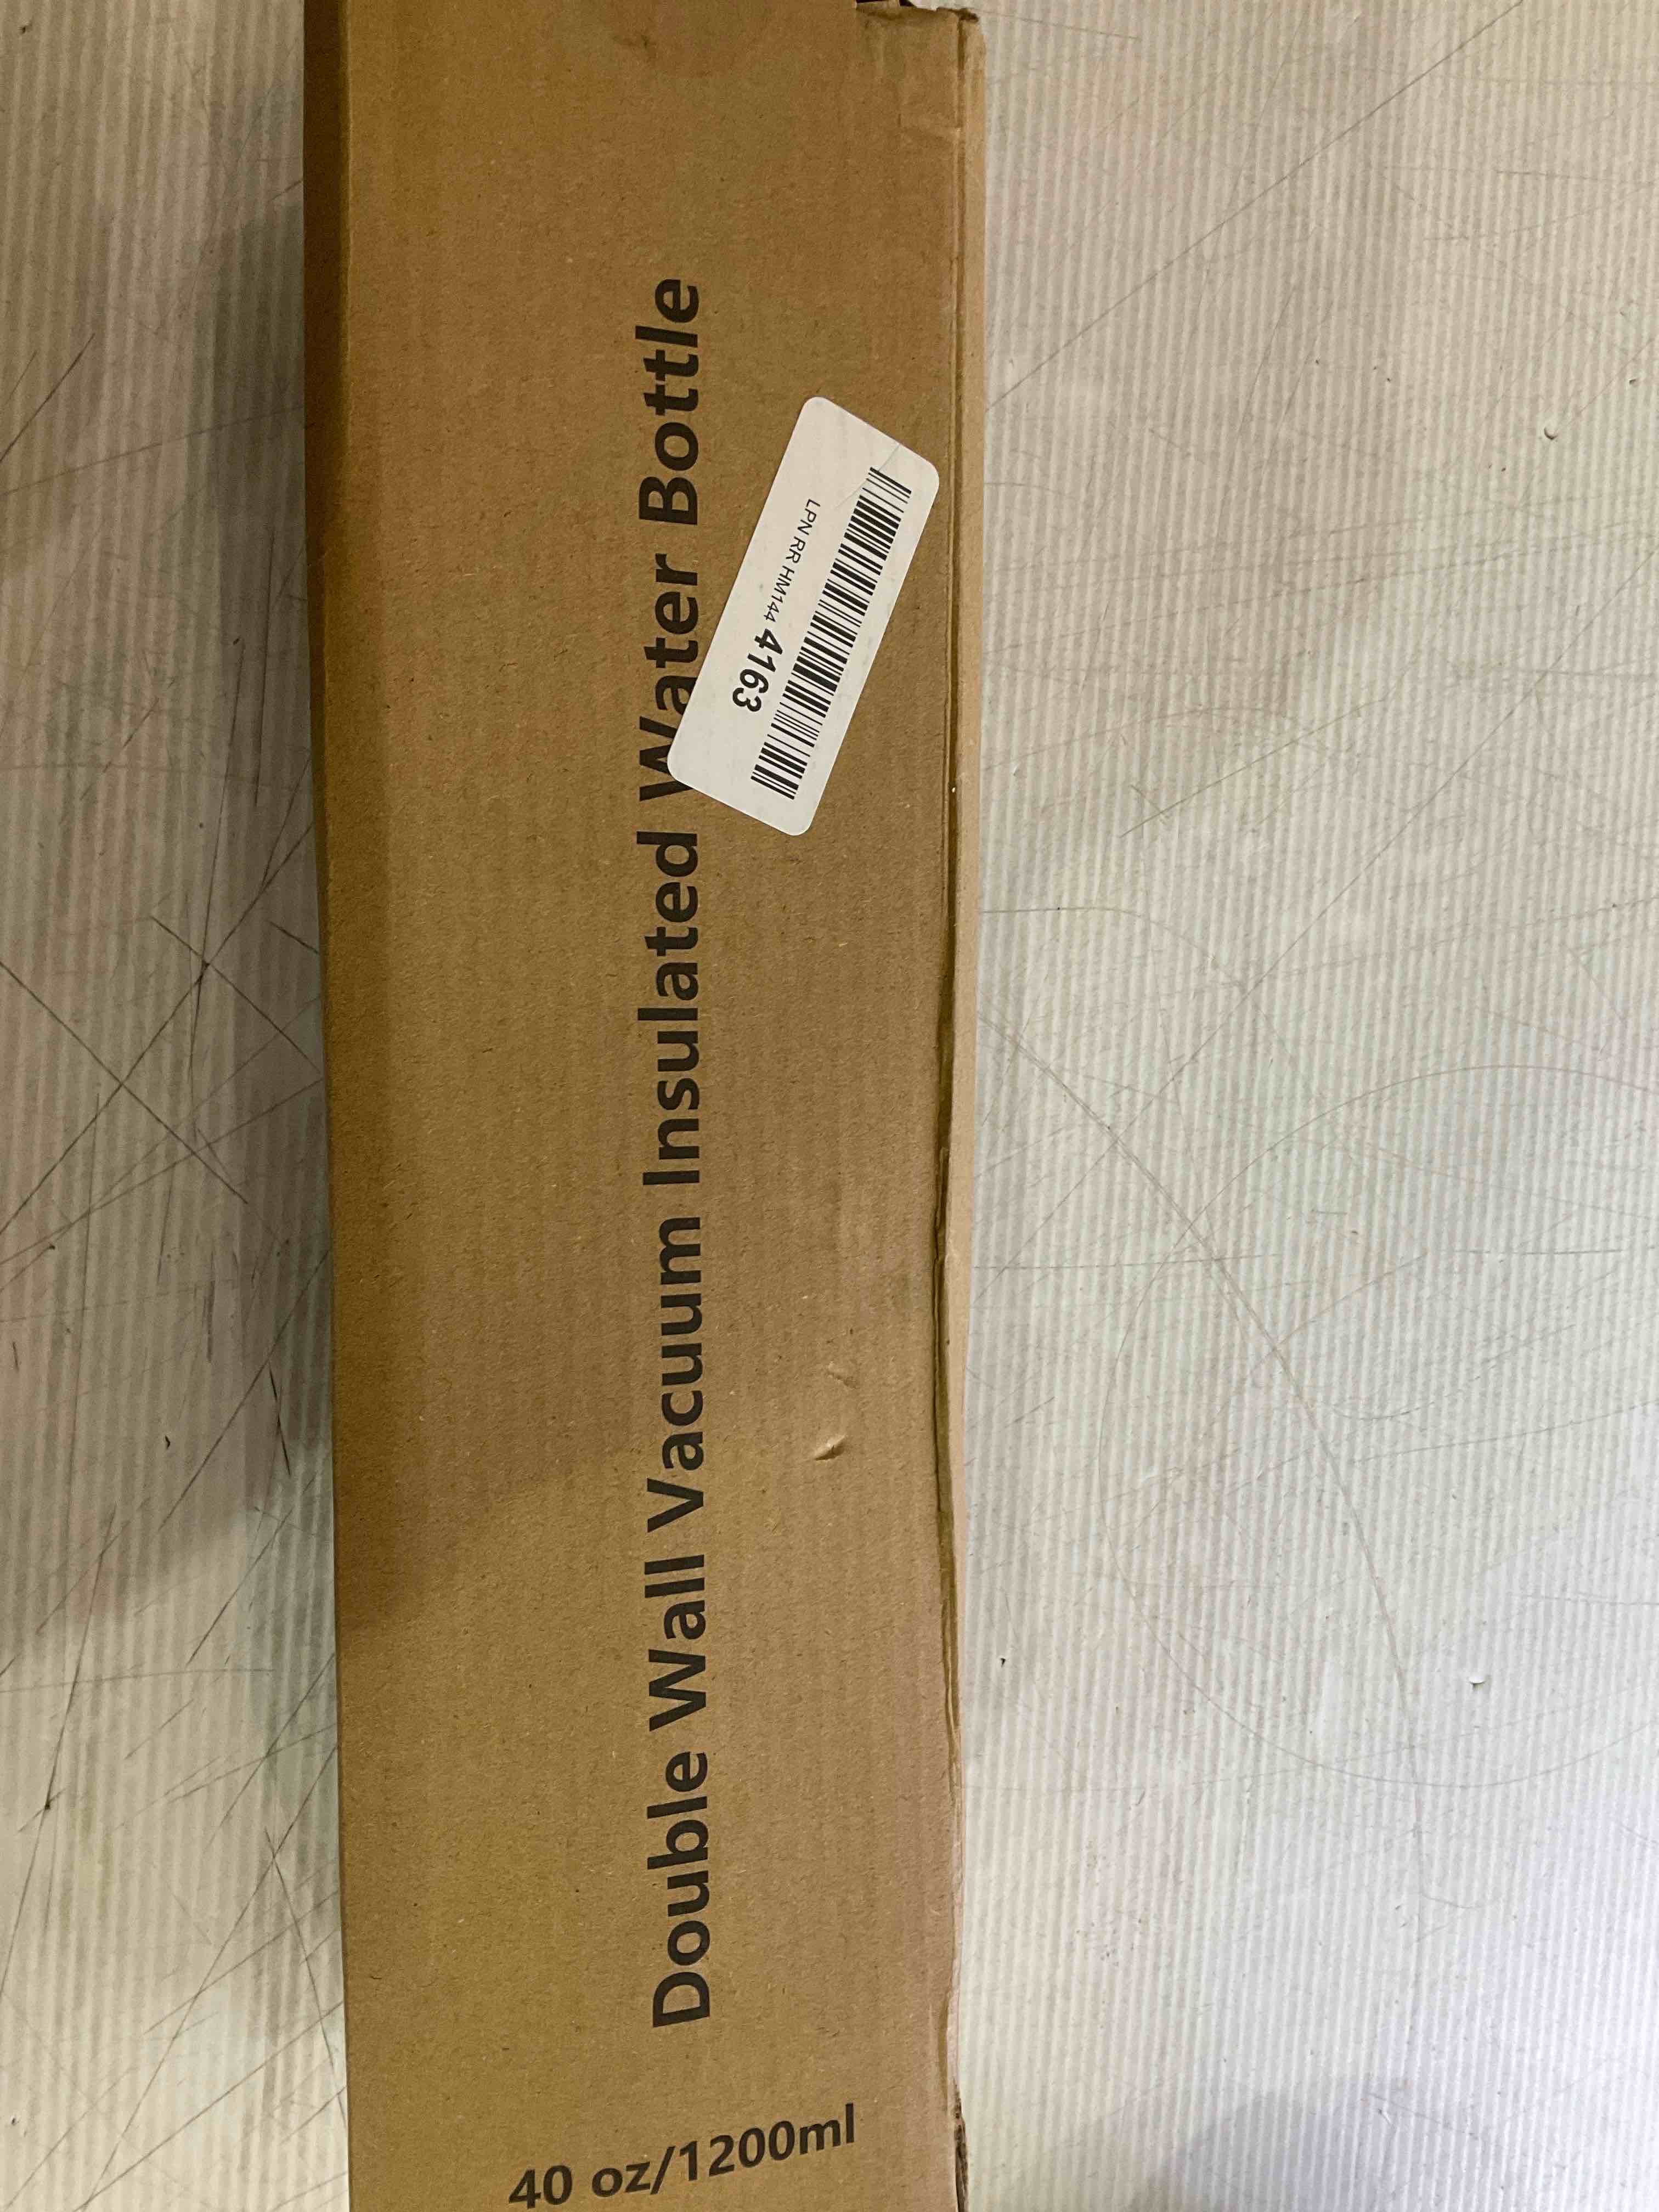 Double Wall Vacuum Insulated Water Bottle
40 oz/1200ml
LPN RR HM144 4163